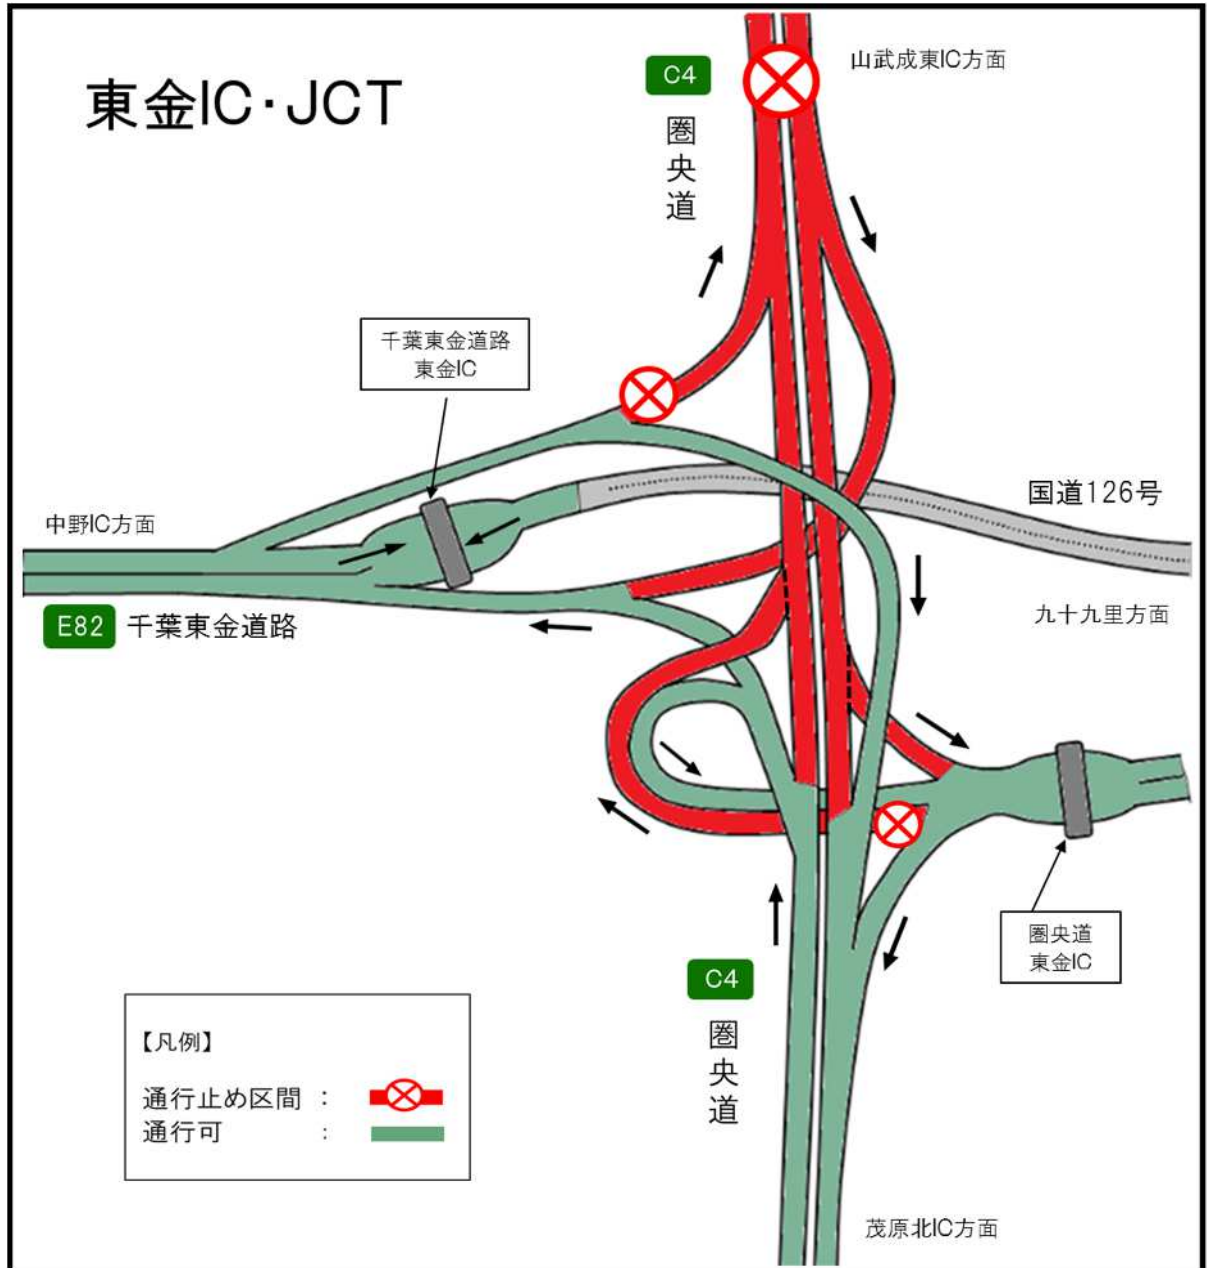 東金IC・JCT
C4
圏央道
山武成東IC方面
千葉東金道路
東金IC
国道126号
中野IC方面
E82 千葉東金道路
九十九里方面
圏央道
東金IC
C4
圏央道
【凡例】
通行止め区間 :
通行可 :
茂原北IC方面